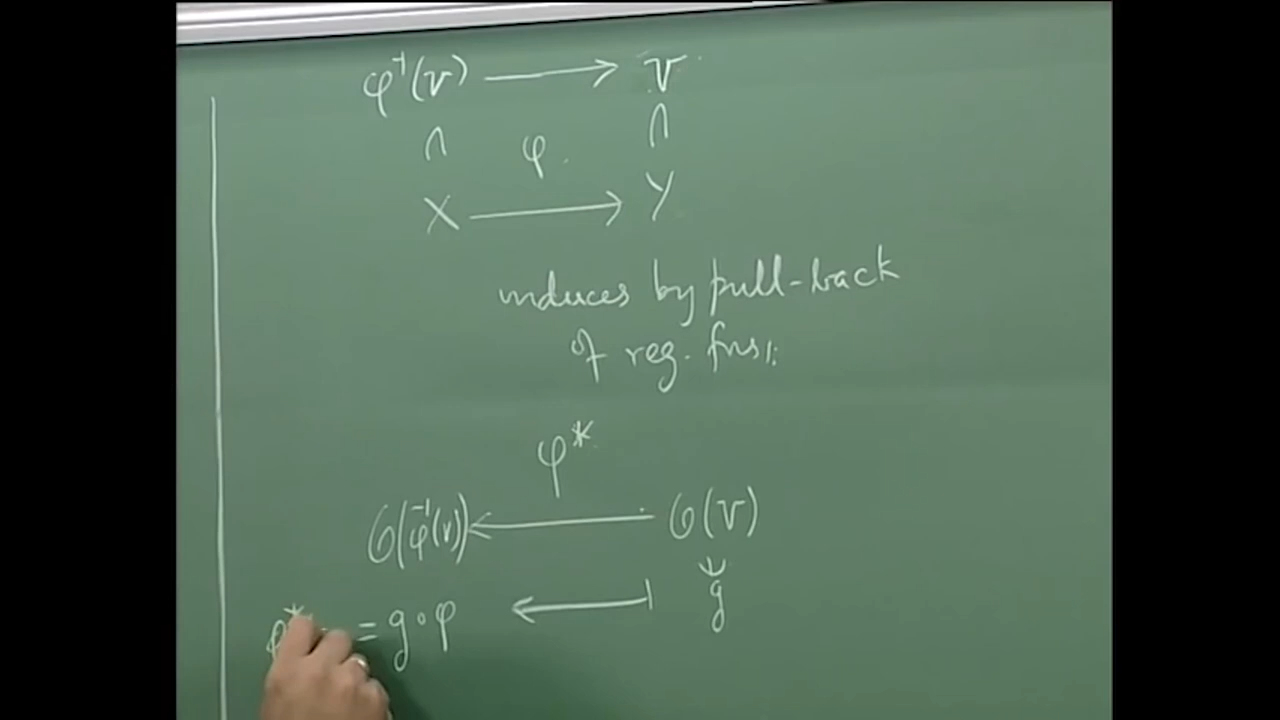 φ⁻¹(V) ⟶ V
∩ φ ∩
X ⟶ Y
induces by pull-back
of reg. fns:
φ*
O(φ⁻¹(V)) ⟵ O(V)
= g∘φ ⟻ g